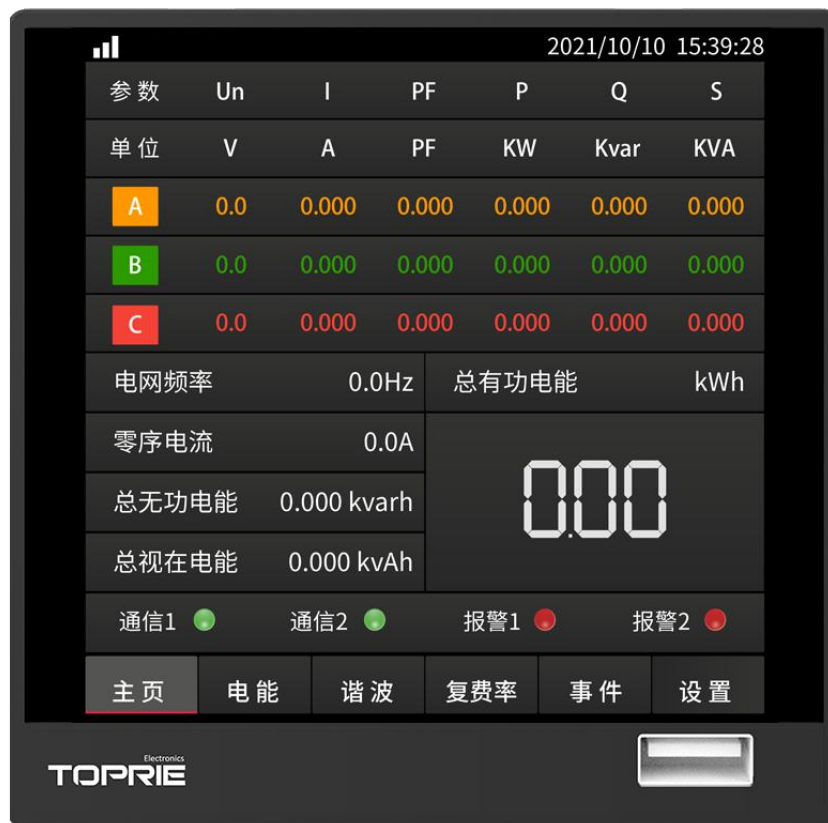 2021/10/10 15:39:28
参数 Un I PF P Q S
单位 V A PF KW Kvar KVA
A 0.0 0.000 0.000 0.000 0.000 0.000
B 0.0 0.000 0.000 0.000 0.000 0.000
C 0.0 0.000 0.000 0.000 0.000 0.000
电网频率 0.0Hz 总有功电能 kWh
零序电流 0.0A
0.00
总无功电能 0.000 kvarh
总视在电能 0.000 kvAh
通信1 通信2 报警1 报警2
主页 电能 谐波 复费率 事件 设置
Electronics
TOPRIE